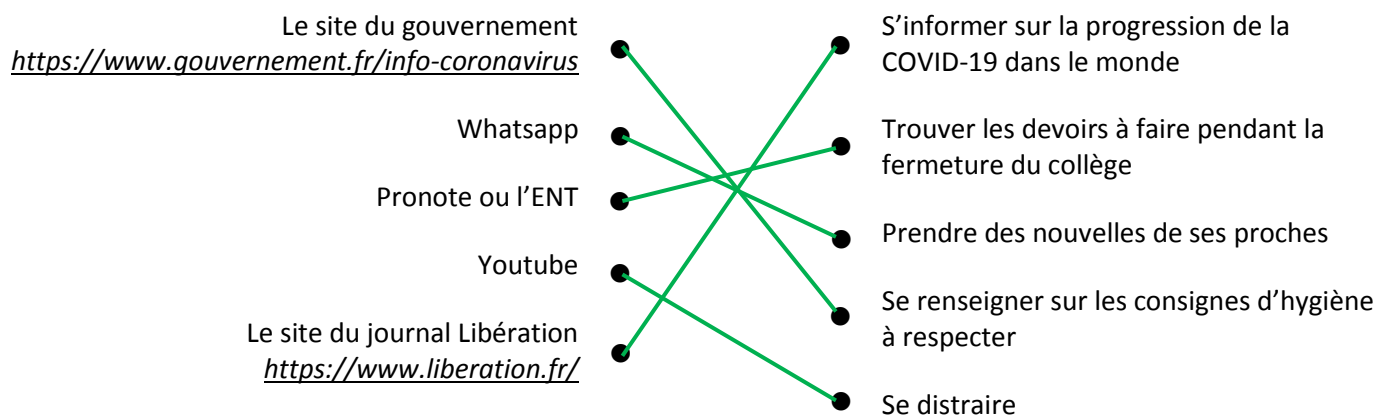 Le site du gouvernement
https://www.gouvernement.fr/info-coronavirus
Whatsapp
Pronote ou l’ENT
Youtube
Le site du journal Libération
https://www.liberation.fr/
S’informer sur la progression de la
COVID-19 dans le monde
Trouver les devoirs à faire pendant la
fermeture du collège
Prendre des nouvelles de ses proches
Se renseigner sur les consignes d’hygiène
à respecter
Se distraire